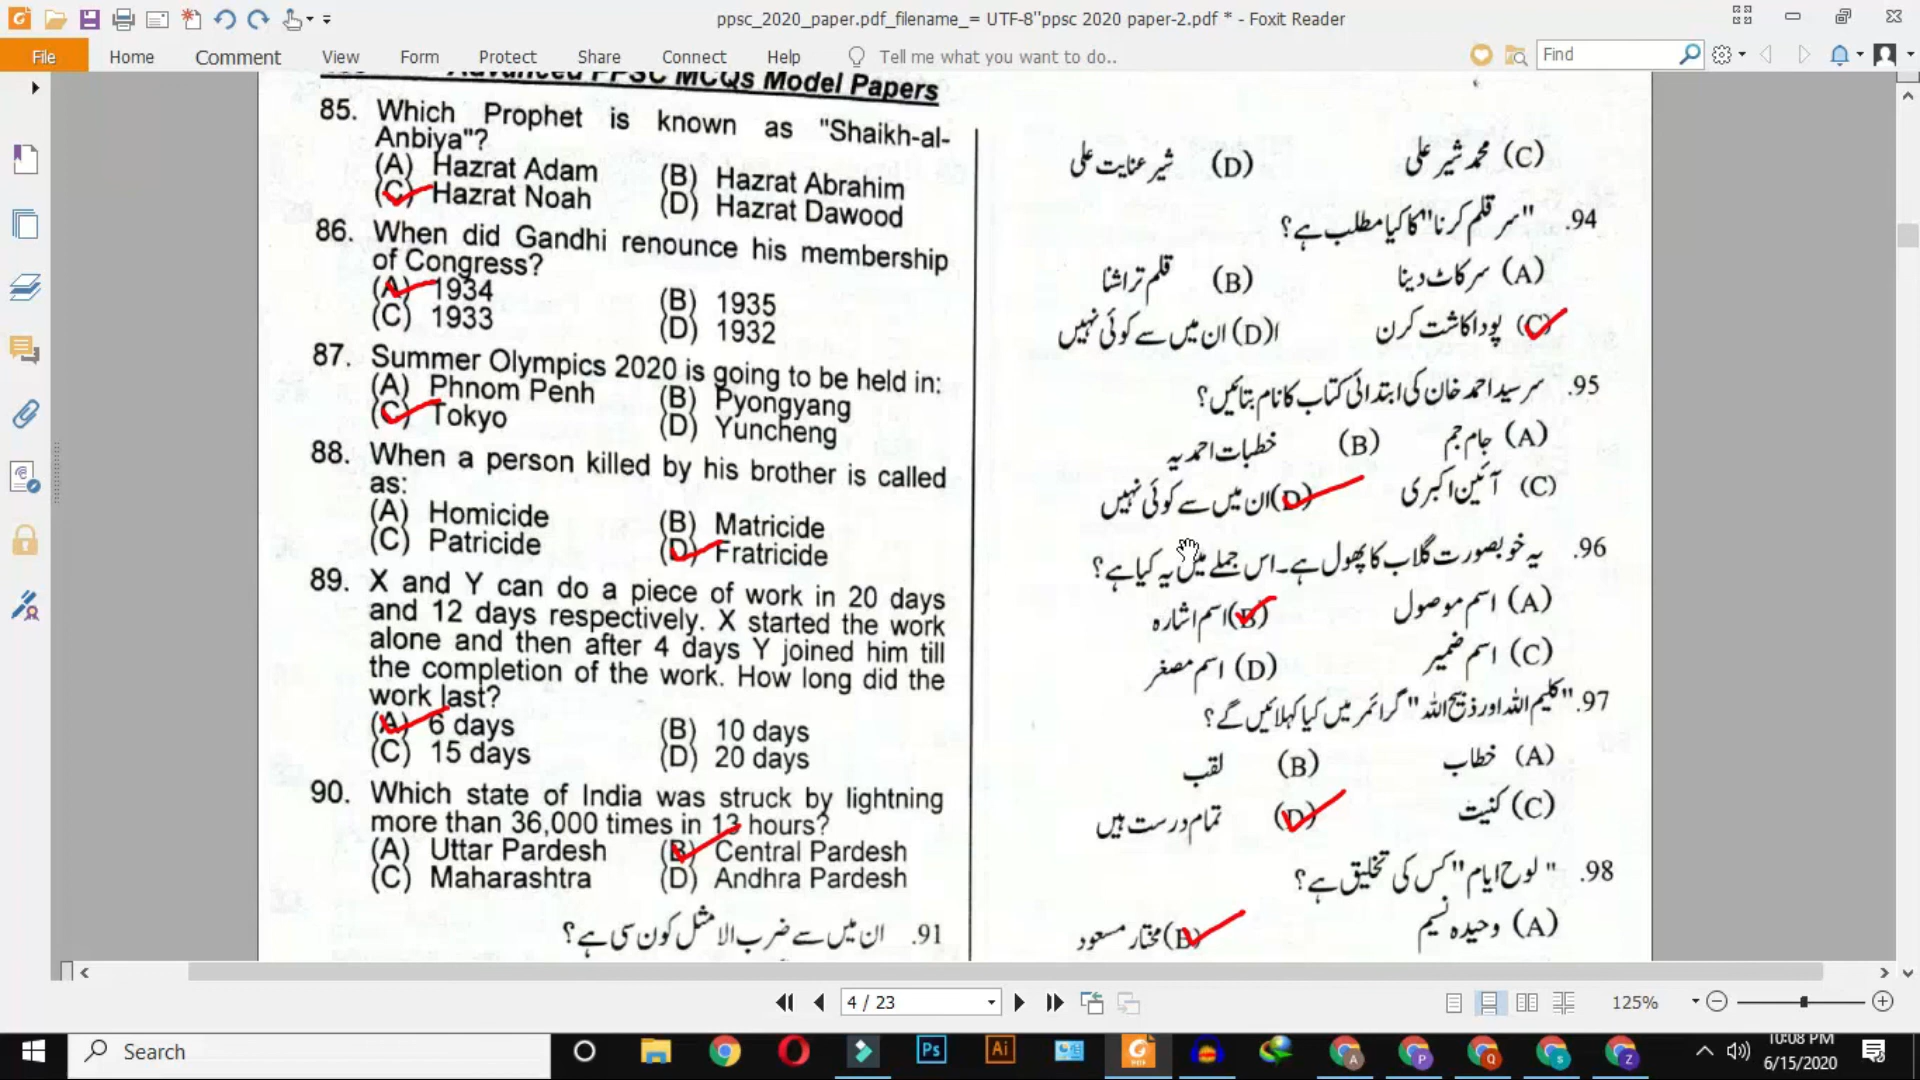 ppsc_2020_paper.pdf_filename_= UTF-8''ppsc 2020 paper-2.pdf * - Foxit Reader
File Home Comment View Form Protect Share Connect Help Tell me what you want to do.. Find
Advanced PPSC MCQs Model Papers
85. Which Prophet is known as "Shaikh-al-
Anbiya"?
(A) Hazrat Adam (B) Hazrat Abrahim
(C) Hazrat Noah (D) Hazrat Dawood
86. When did Gandhi renounce his membership
of Congress?
(A) 1934 (B) 1935
(C) 1933 (D) 1932
87. Summer Olympics 2020 is going to be held in:
(A) Phnom Penh (B) Pyongyang
(C) Tokyo (D) Yuncheng
88. When a person killed by his brother is called
as:
(A) Homicide (B) Matricide
(C) Patricide (D) Fratricide
89. X and Y can do a piece of work in 20 days
and 12 days respectively. X started the work
alone and then after 4 days Y joined him till
the completion of the work. How long did the
work last?
(A) 6 days (B) 10 days
(C) 15 days (D) 20 days
90. Which state of India was struck by lightning
more than 36,000 times in 13 hours?
(A) Uttar Pardesh (B) Central Pardesh
(C) Maharashtra (D) Andhra Pardesh
91. ان میں سے ضرب الامثل کون سی ہے؟
(C) محمد شیر علی (D) شیر عنایت علی
94. "سر قلم کرنا" کا کیا مطلب ہے؟
(A) سر کاٹ دینا (B) قلم تراشنا
(C) پودا کاشت کرن ا(D) ان میں سے کوئی نہیں
95. سر سید احمد خان کی ابتدائی کتاب کا نام بتائیں؟
(A) جام جم (B) خطبات احمدیہ
(C) آئین اکبری (D) ان میں سے کوئی نہیں
96. یہ خوبصورت گلاب کا پھول ہے۔ اس جملے میں یہ کیا ہے؟
(A) اسم موصول (B) اسم اشارہ
(C) اسم ضمیر (D) اسم مصغر
97. "کلیم اللہ اور ذبیح اللہ" گرائمر میں کیا کہلائیں گے؟
(A) خطاب (B) لقب
(C) کنیت (D) تمام درست ہیں
98. "لوح ایام" کس کی تخلیق ہے؟
(A) وحیدہ نسیم (B) مختار مسعود
4 / 23 125%
Search Ps Ai A P Q S Z 10:08 PM
6/15/2020